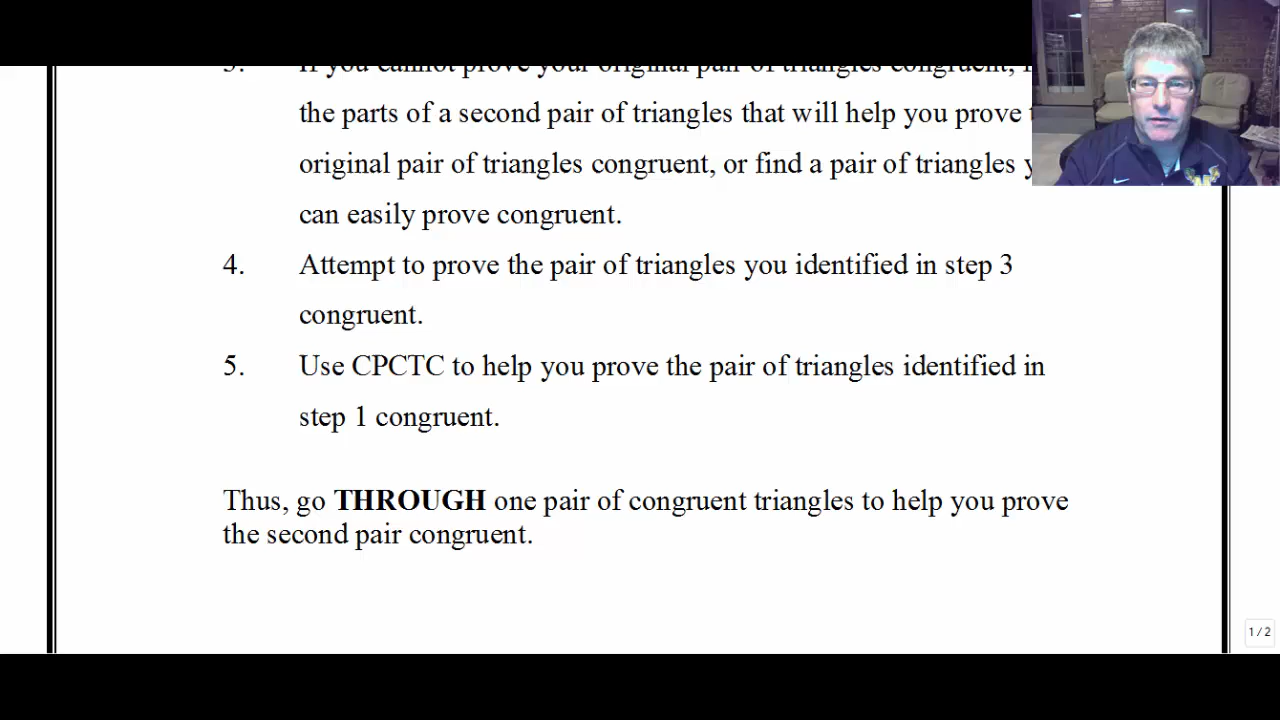 3. If you cannot prove your original pair of triangles congruent,
the parts of a second pair of triangles that will help you prove
original pair of triangles congruent, or find a pair of triangles
can easily prove congruent.
4. Attempt to prove the pair of triangles you identified in step 3
congruent.
5. Use CPCTC to help you prove the pair of triangles identified in
step 1 congruent.
Thus, go THROUGH one pair of congruent triangles to help you prove
the second pair congruent.
1 / 2